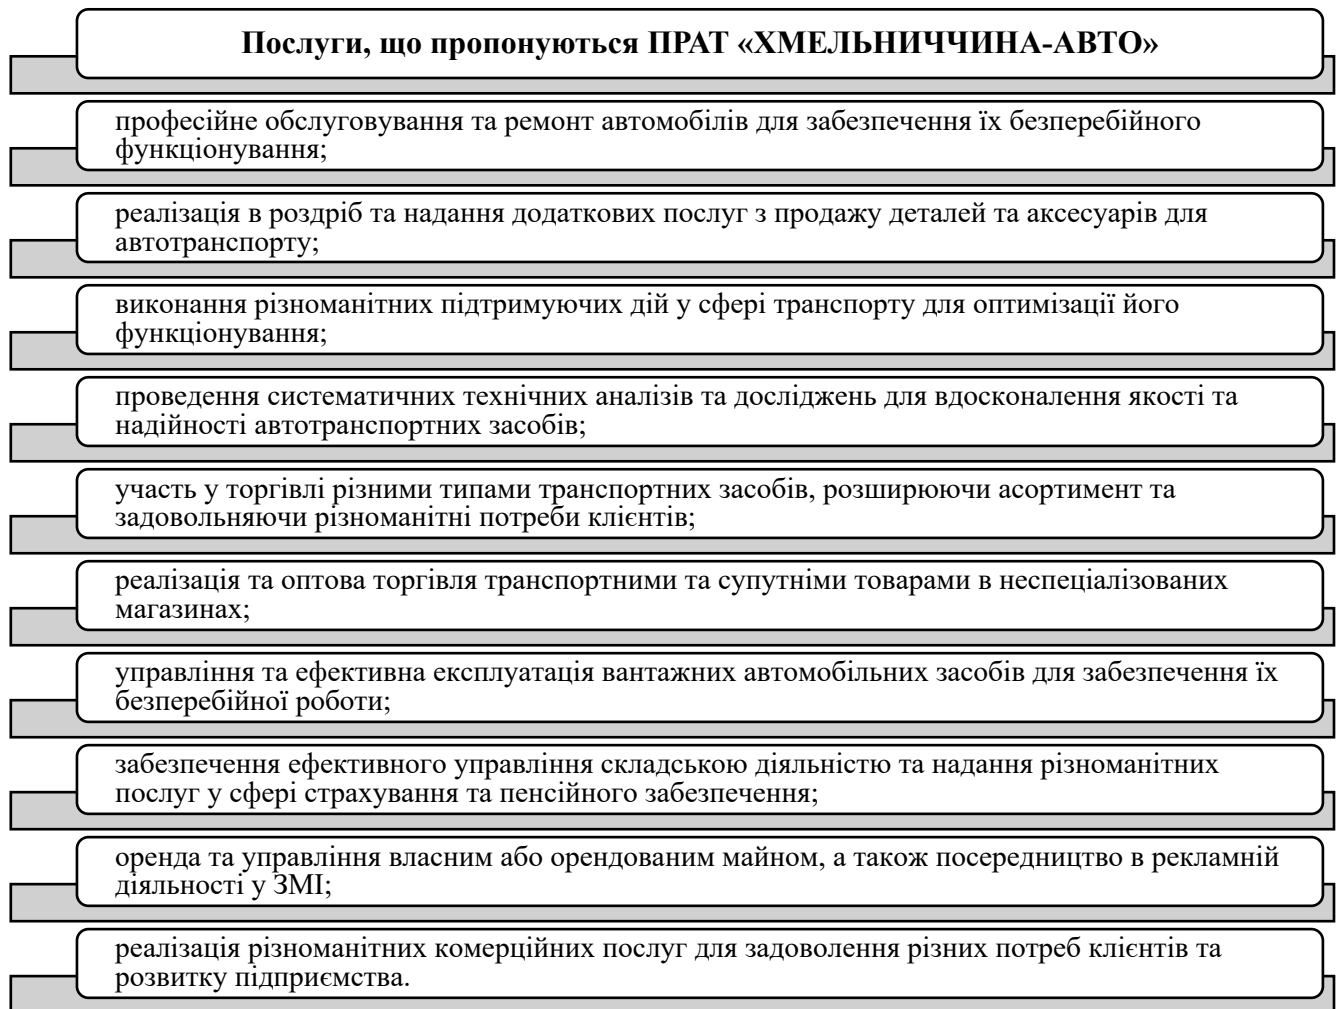 Послуги, що пропонуються ПРАТ «ХМЕЛЬНИЧЧИНА-АВТО»
професійне обслуговування та ремонт автомобілів для забезпечення їх безперебійного
функціонування;
реалізація в роздріб та надання додаткових послуг з продажу деталей та аксесуарів для
автотранспорту;
виконання різноманітних підтримуючих дій у сфері транспорту для оптимізації його
функціонування;
проведення систематичних технічних аналізів та досліджень для вдосконалення якості та
надійності автотранспортних засобів;
участь у торгівлі різними типами транспортних засобів, розширюючи асортимент та
задовольняючи різноманітні потреби клієнтів;
реалізація та оптова торгівля транспортними та супутніми товарами в неспеціалізованих
магазинах;
управління та ефективна експлуатація вантажних автомобільних засобів для забезпечення їх
безперебійної роботи;
забезпечення ефективного управління складською діяльністю та надання різноманітних
послуг у сфері страхування та пенсійного забезпечення;
оренда та управління власним або орендованим майном, а також посередництво в рекламній
діяльності у ЗМІ;
реалізація різноманітних комерційних послуг для задоволення різних потреб клієнтів та
розвитку підприємства.